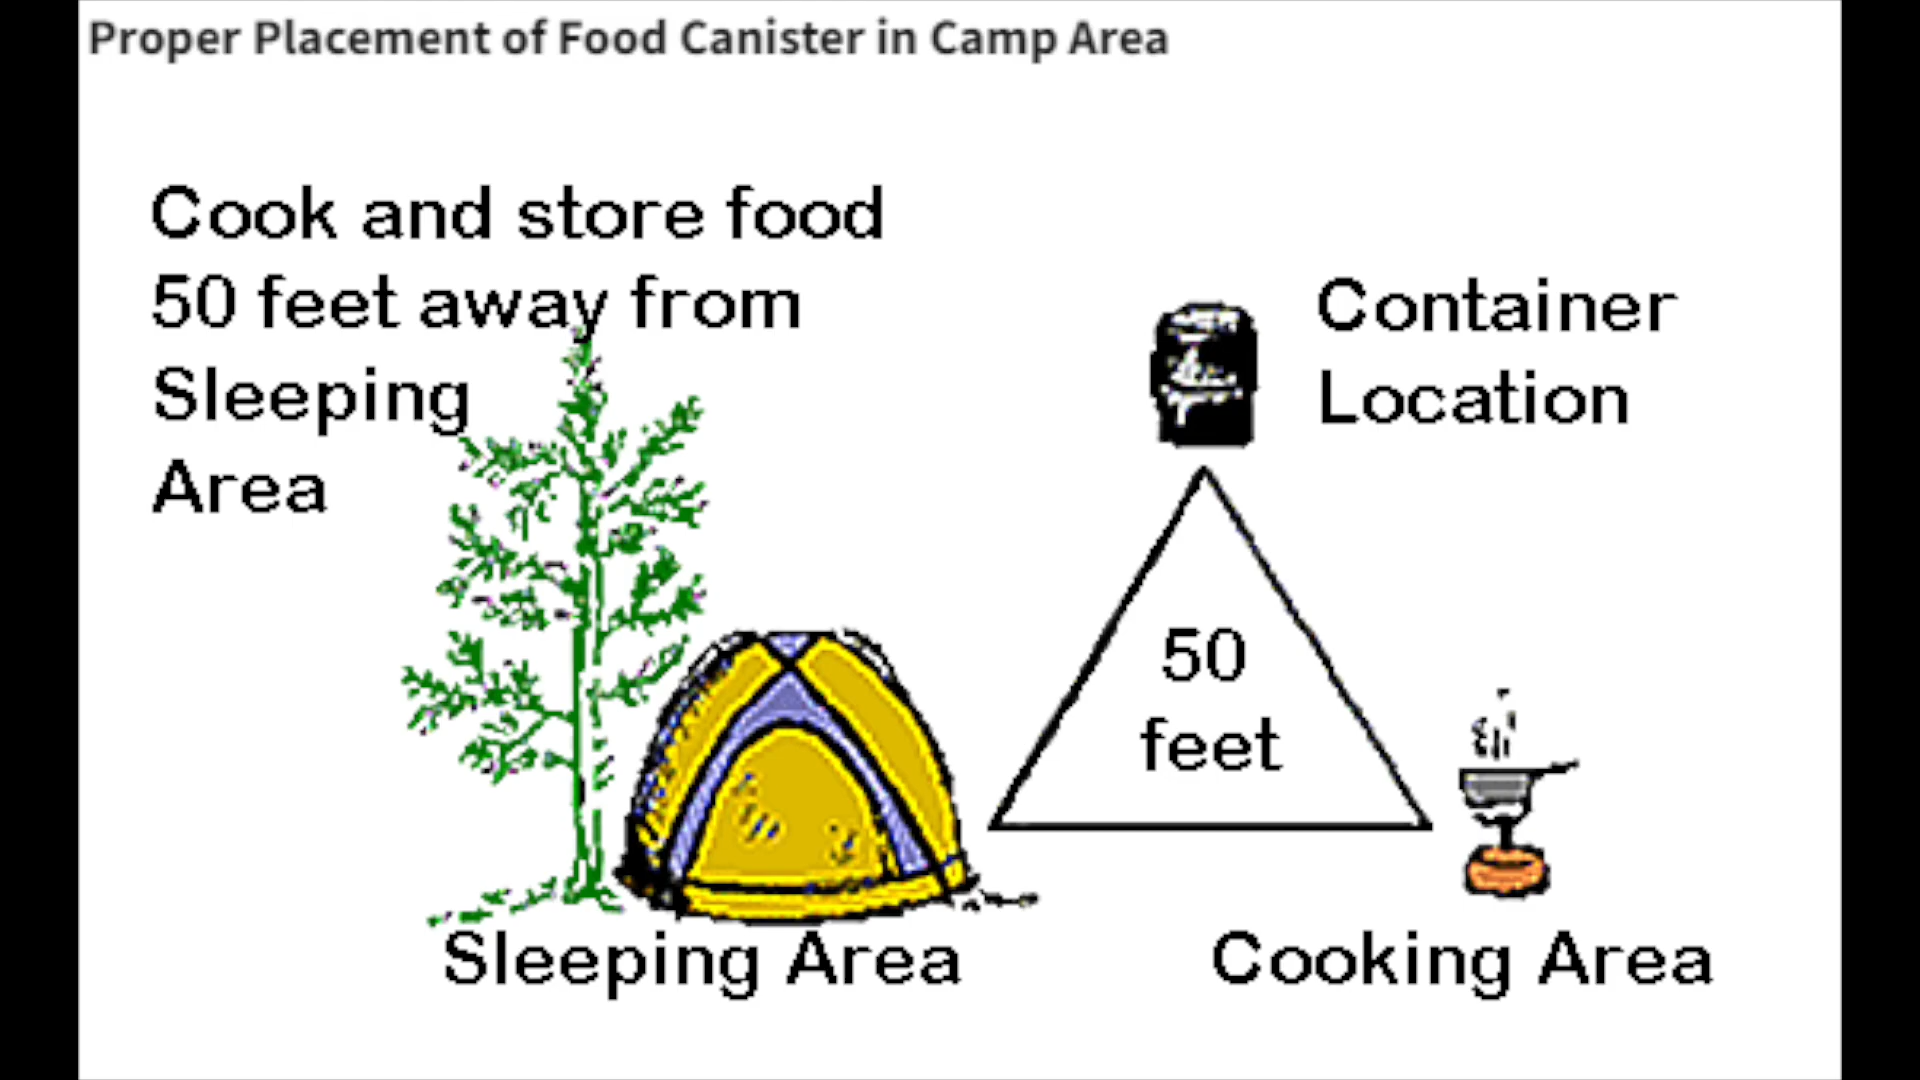 Proper Placement of Food Canister in Camp Area
Cook and store food
50 feet away from
Sleeping
Area
Container
Location
50
feet
Sleeping Area
Cooking Area